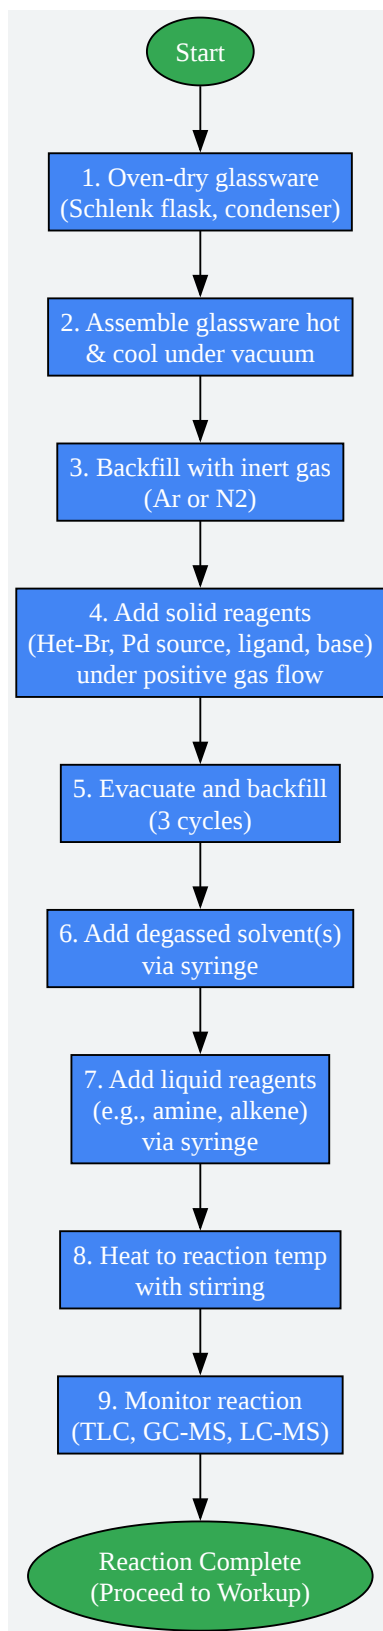 Start
1. Oven-dry glassware
(Schlenk flask, condenser)
2. Assemble glassware hot
& cool under vacuum
3. Backfill with inert gas
(Ar or N2)
4. Add solid reagents
(Het-Br, Pd source, ligand, base)
under positive gas flow
5. Evacuate and backfill
(3 cycles)
6. Add degassed solvent(s)
via syringe
7. Add liquid reagents
(e.g., amine, alkene)
via syringe
8. Heat to reaction temp
with stirring
9. Monitor reaction
(TLC, GC-MS, LC-MS)
Reaction Complete
(Proceed to Workup)